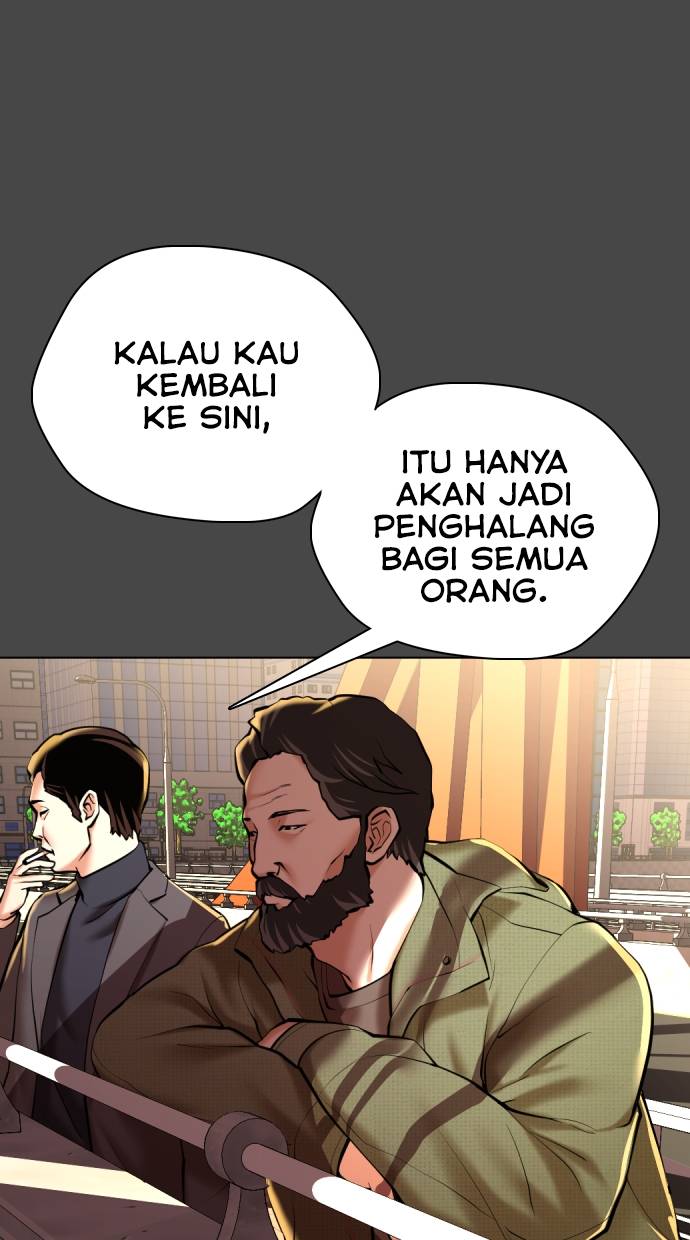 KALAU KAU
KEMBALI
KE SINI,
ITU HANYA
AKAN JADI
PENGHALANG
BAGI SEMUA
ORANG.